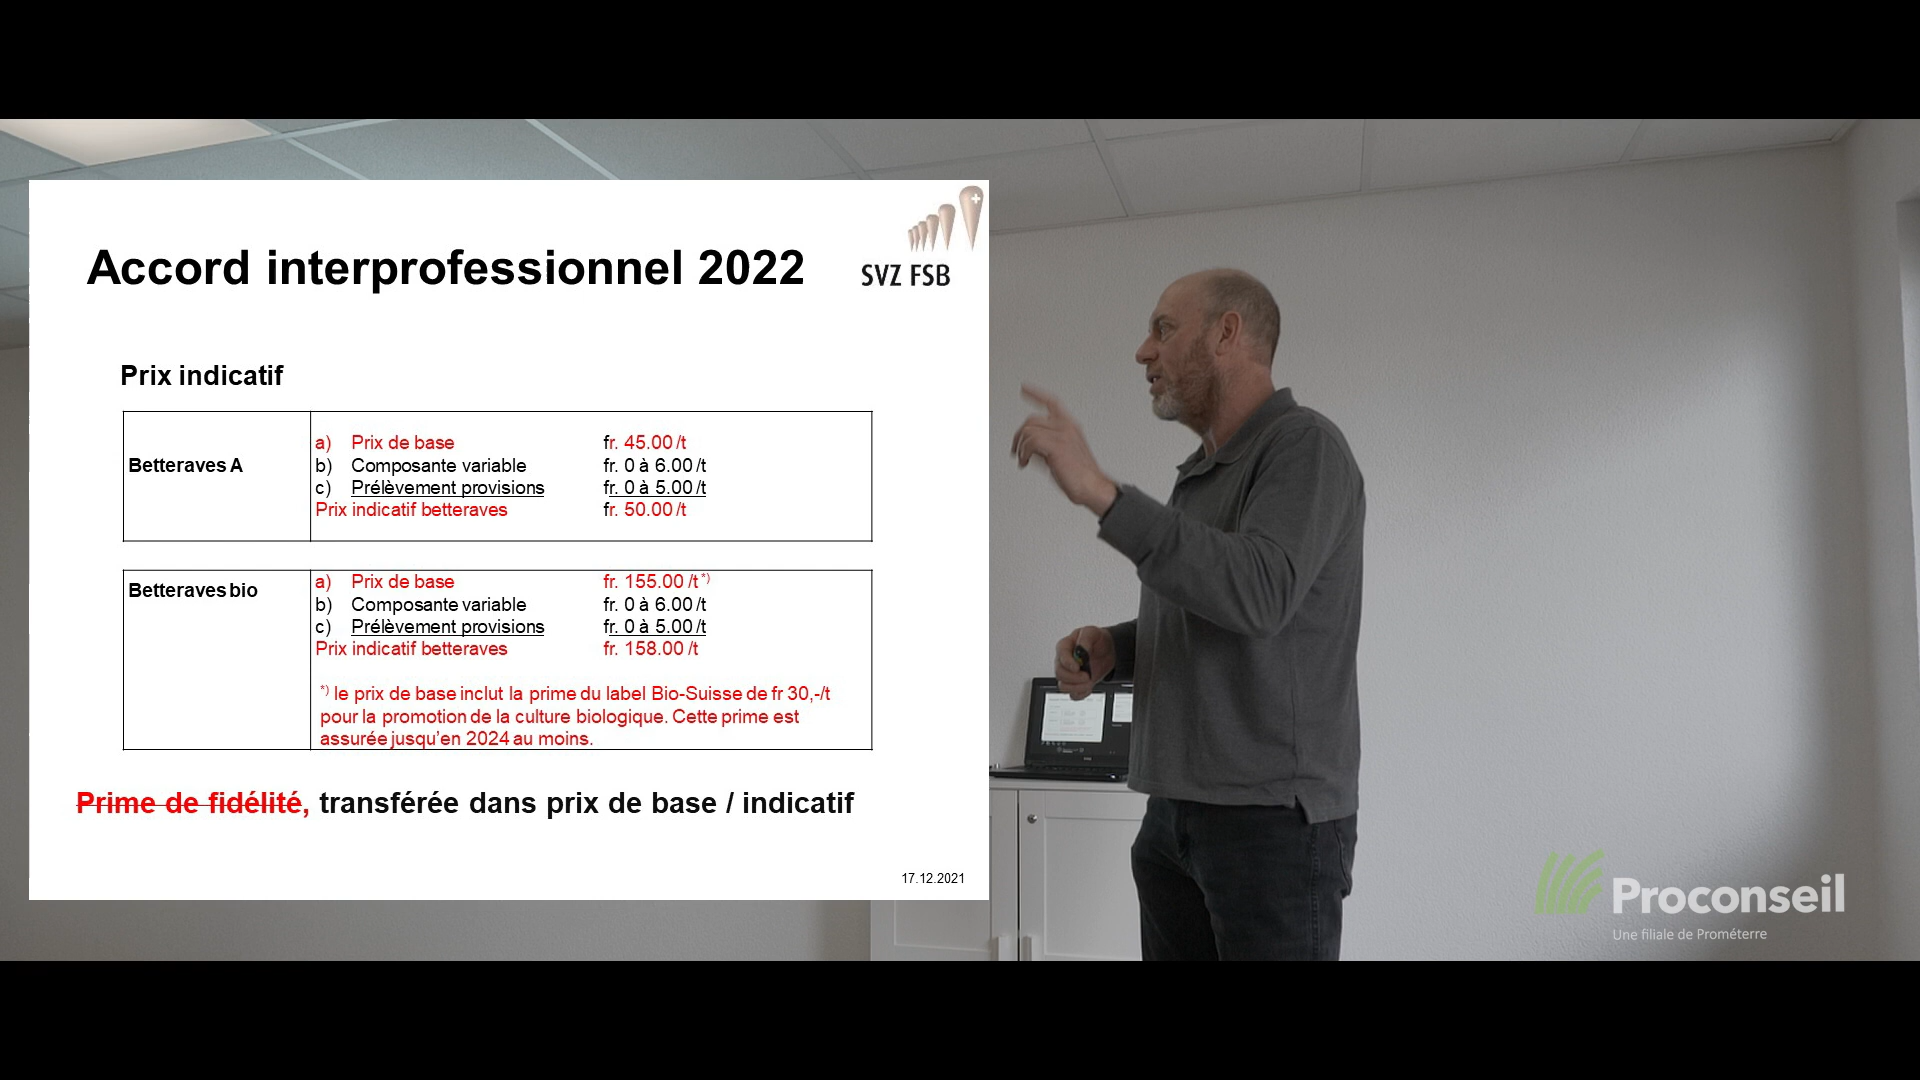 SVZ FSB
Accord interprofessionnel 2022
Prix indicatif
Betteraves A
a) Prix de base fr. 45.00 /t
b) Composante variable fr. 0 à 6.00 /t
c) Prélèvement provisions fr. 0 à 5.00 /t
Prix indicatif betteraves fr. 50.00 /t
Betteraves bio
a) Prix de base fr. 155.00 /t *)
b) Composante variable fr. 0 à 6.00 /t
c) Prélèvement provisions fr. 0 à 5.00 /t
Prix indicatif betteraves fr. 158.00 /t
*) le prix de base inclut la prime du label Bio-Suisse de fr 30,-/t
pour la promotion de la culture biologique. Cette prime est
assurée jusqu’en 2024 au moins.
Prime de fidélité, transférée dans prix de base / indicatif
17.12.2021
Proconseil
Une filiale de Prométerre